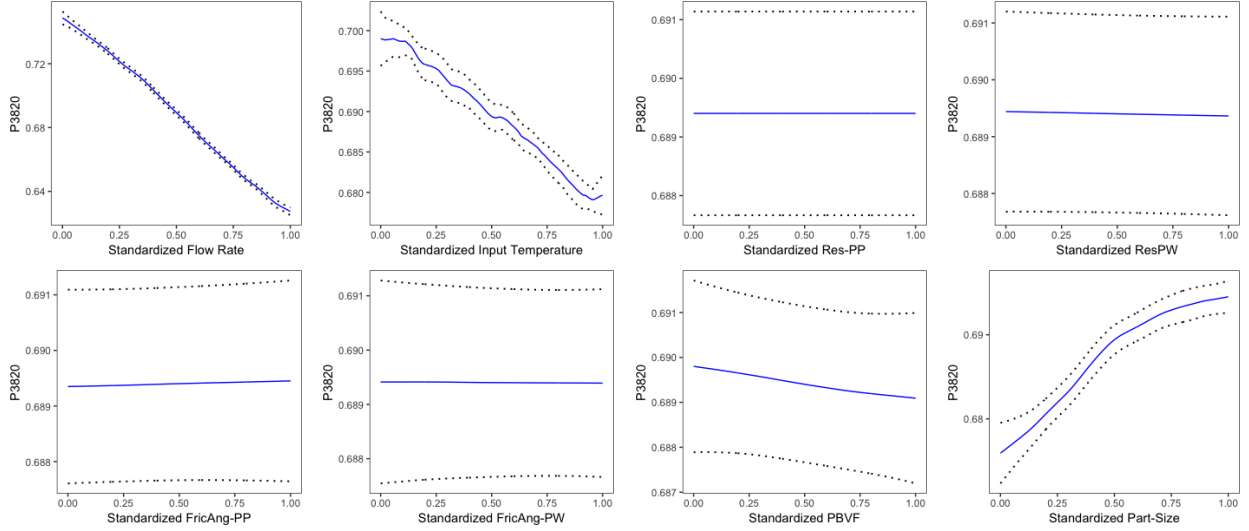 P3820
0.72
0.68
0.64
0.00 0.25 0.50 0.75 1.00
Standardized Flow Rate
P3820
0.700
0.695
0.690
0.685
0.680
0.00 0.25 0.50 0.75 1.00
Standardized Input Temperature
P3820
0.691
0.690
0.689
0.688
0.00 0.25 0.50 0.75 1.00
Standardized Res-PP
P3820
0.691
0.690
0.689
0.688
0.00 0.25 0.50 0.75 1.00
Standardized ResPW
P3820
0.691
0.690
0.689
0.688
0.00 0.25 0.50 0.75 1.00
Standardized FricAng-PP
P3820
0.691
0.690
0.689
0.688
0.00 0.25 0.50 0.75 1.00
Standardized FricAng-PW
P3820
0.691
0.690
0.689
0.688
0.687
0.00 0.25 0.50 0.75 1.00
Standardized PBVF
P3820
0.69
0.68
0.00 0.25 0.50 0.75 1.00
Standardized Part-Size